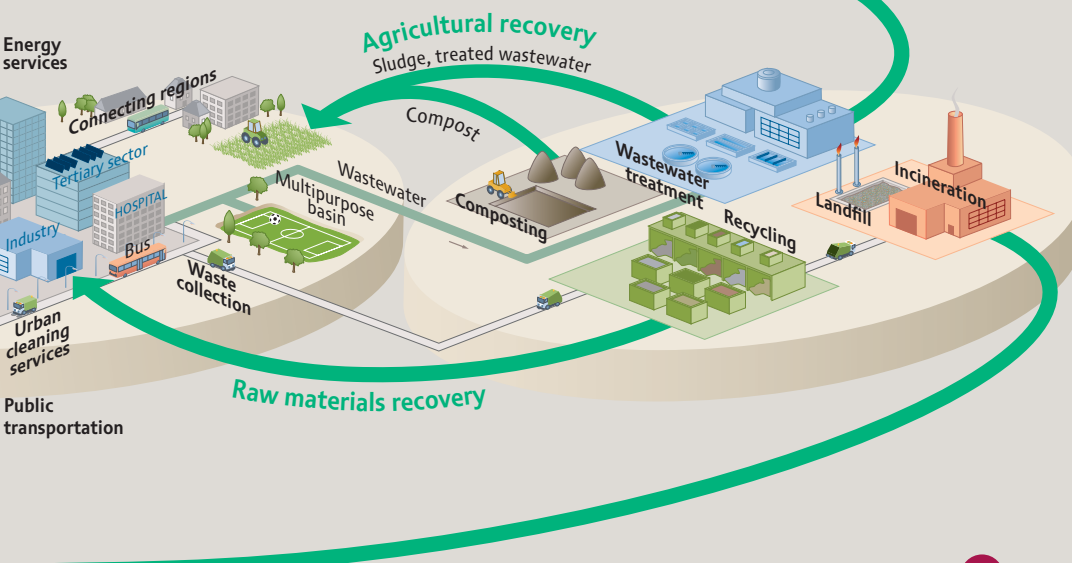 Agricultural recovery
Sludge, treated wastewater
Compost
Energy
services
Connecting regions
Tertiary sector
HOSPITAL
Industry
Bus
Multipurpose
basin
Wastewater
Wastewater
treatment
Composting
Recycling
Landfill
Incineration
Waste
collection
Urban
cleaning
services
Raw materials recovery
Public
transportation